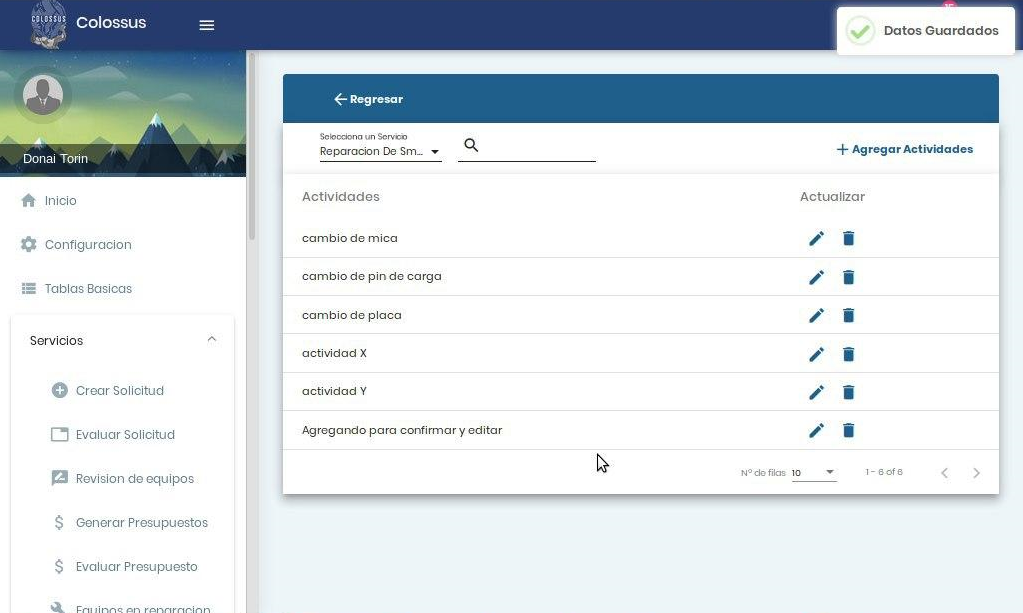 COLOSSUS
Colossus
Datos Guardados
Donai Torin
Inicio
Configuracion
Tablas Basicas
Servicios
Crear Solicitud
Evaluar Solicitud
Revision de equipos
Generar Presupuestos
Evaluar Presupuesto
Equipos en reparacion
Regresar
Selecciona un Servicio
Reparacion De Sm...
Agregar Actividades
Actividades Actualizar
cambio de mica
cambio de pin de carga
cambio de placa
actividad X
actividad Y
Agregando para confirmar y editar
Nº de filas 10 1 - 6 of 6